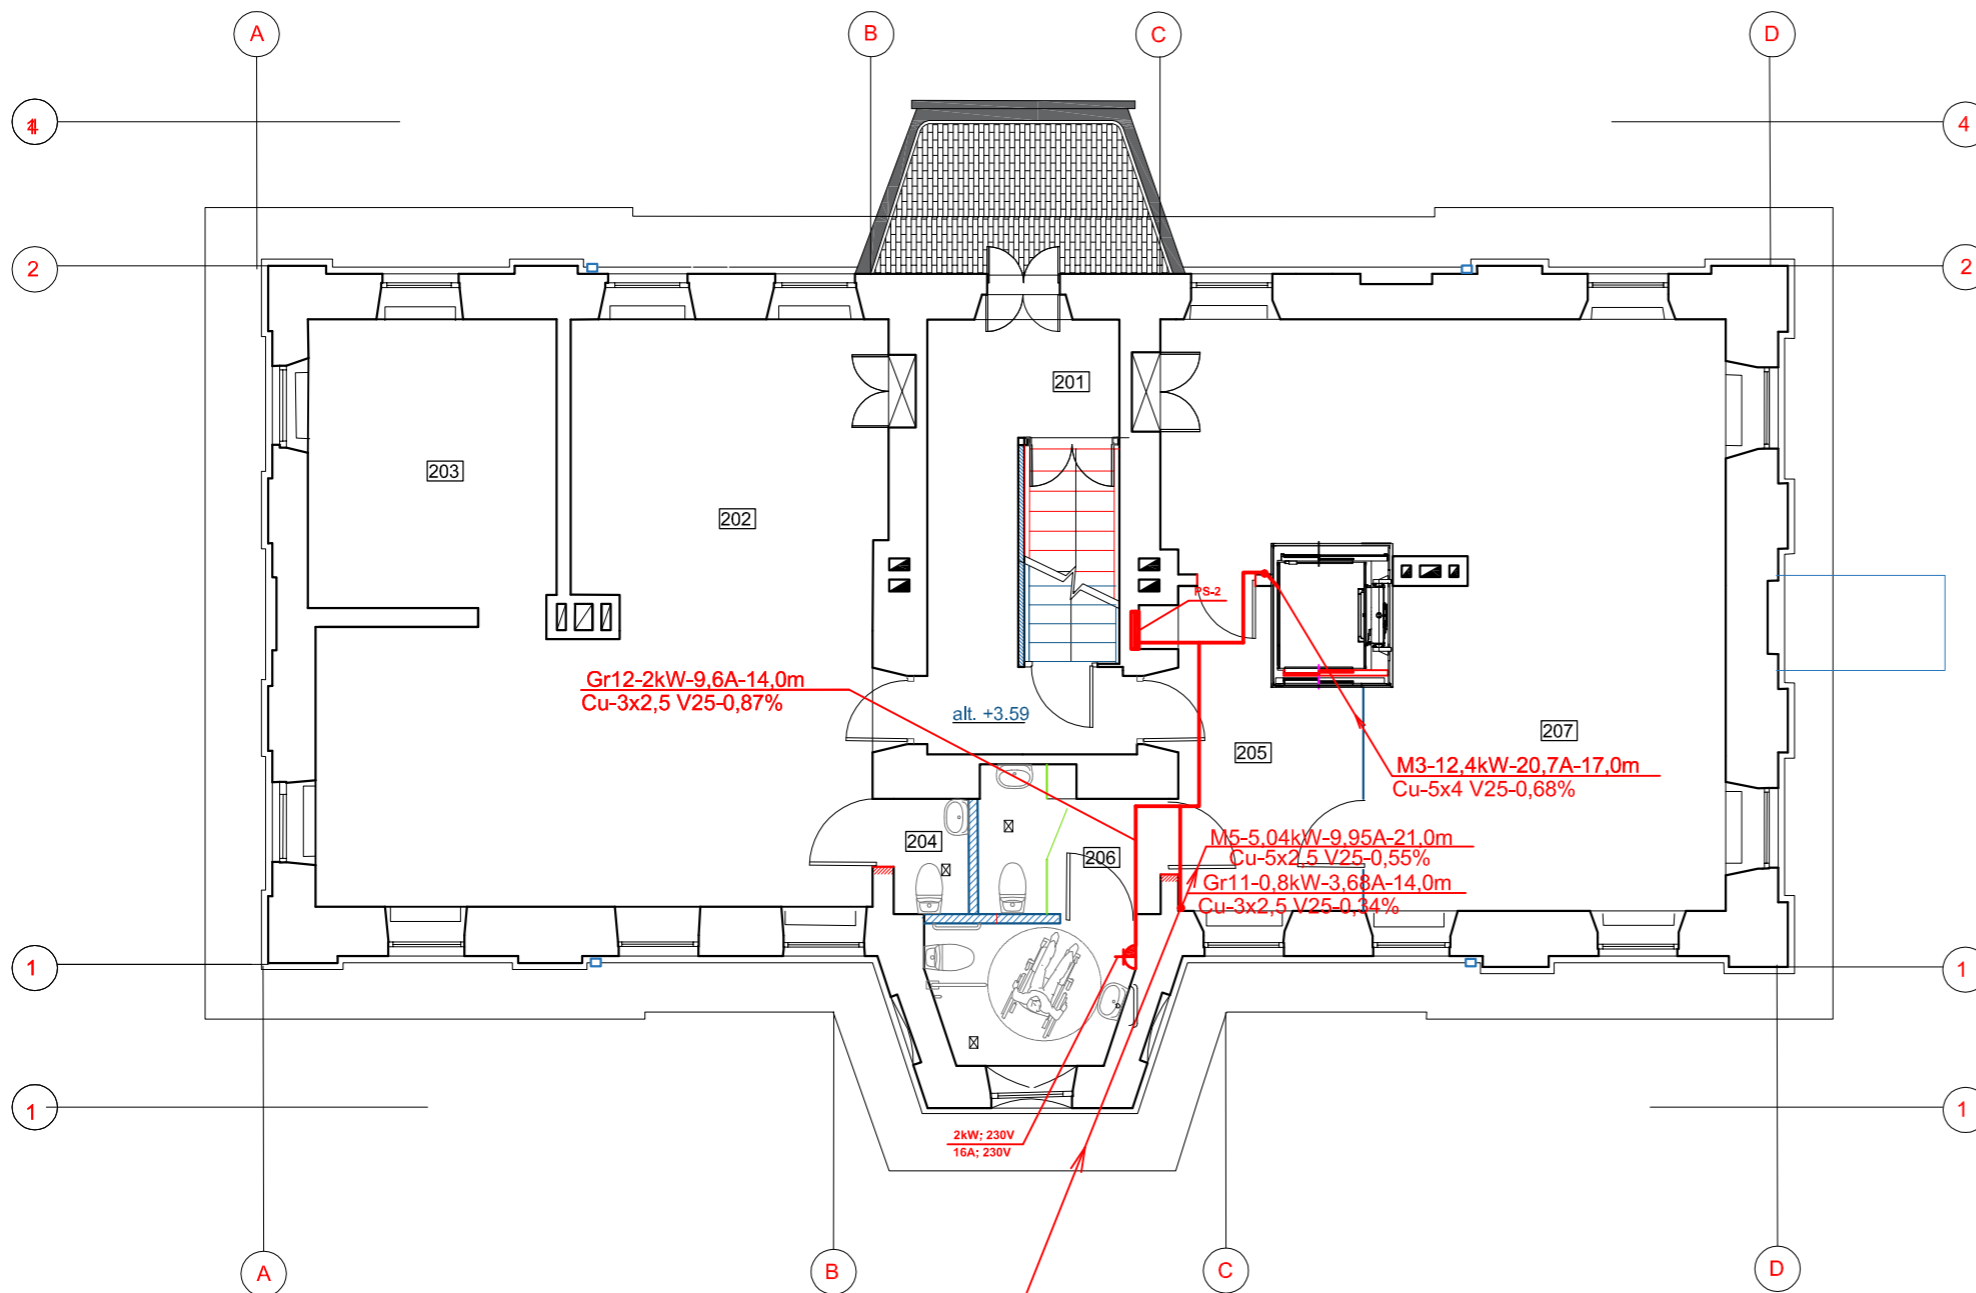 A
B
C
D
4
2
2
201
203
202
PS-2
Gr12-2kW-9,6A-14,0m
Cu-3x2,5 V25-0,87%
alt. +3.59
205
207
M3-12,4kW-20,7A-17,0m
Cu-5x4 V25-0,68%
204
206
M5-5,04kW-9,95A-21,0m
Cu-5x2,5 V25-0,55%
Gr11-0,8kW-3,68A-14,0m
Cu-3x2,5 V25-0,34%
1
1
1
1
2kW; 230V
16A; 230V
A
B
C
D